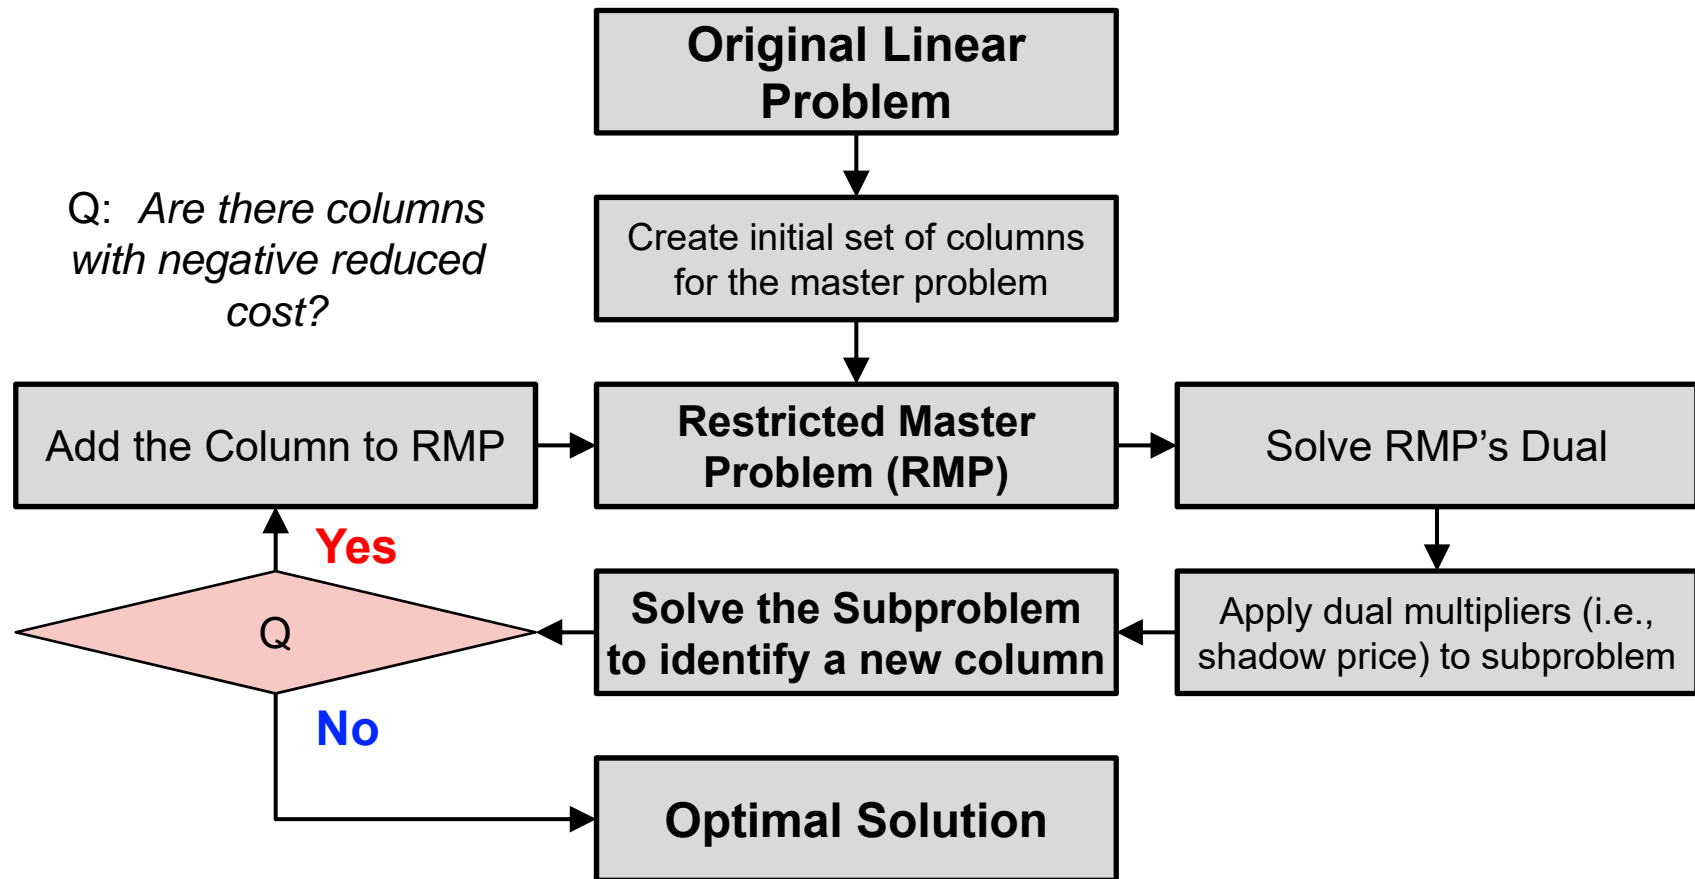 Original Linear
Problem
Q: Are there columns
with negative reduced
cost?
Create initial set of columns
for the master problem
Add the Column to RMP
Restricted Master
Problem (RMP)
Solve RMP’s Dual
Yes
Q
Solve the Subproblem
to identify a new column
Apply dual multipliers (i.e.,
shadow price) to subproblem
No
Optimal Solution